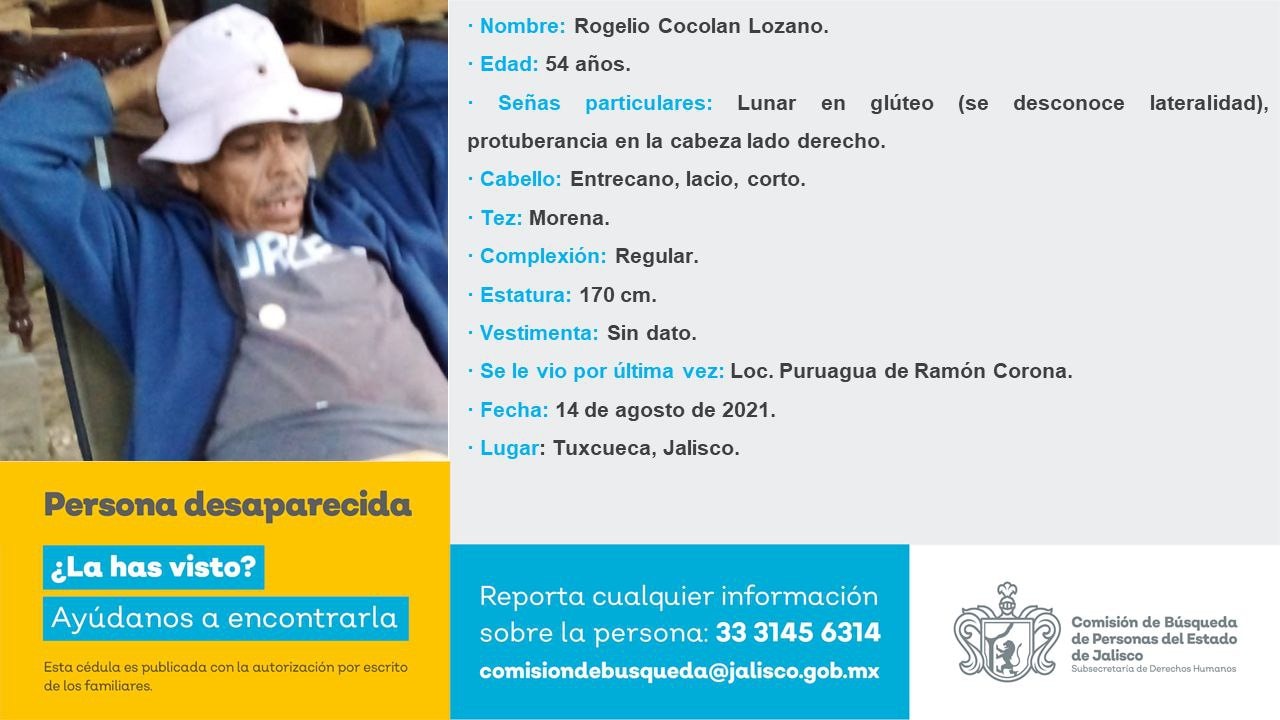 · Nombre: Rogelio Cocolan Lozano.
· Edad: 54 años.
· Señas particulares: Lunar en glúteo (se desconoce lateralidad),
protuberancia en la cabeza lado derecho.
· Cabello: Entrecano, lacio, corto.
· Tez: Morena.
· Complexión: Regular.
· Estatura: 170 cm.
· Vestimenta: Sin dato.
· Se le vio por última vez: Loc. Puruagua de Ramón Corona.
· Fecha: 14 de agosto de 2021.
· Lugar: Tuxcueca, Jalisco.
Persona desaparecida
¿La has visto?
Ayúdanos a encontrarla
Esta cédula es publicada con la autorización por escrito
de los familiares.
Reporta cualquier información
sobre la persona: 33 3145 6314
comisiondebusqueda@jalisco.gob.mx
Comisión de Búsqueda
de Personas del Estado
de Jalisco
Subsecretaría de Derechos Humanos